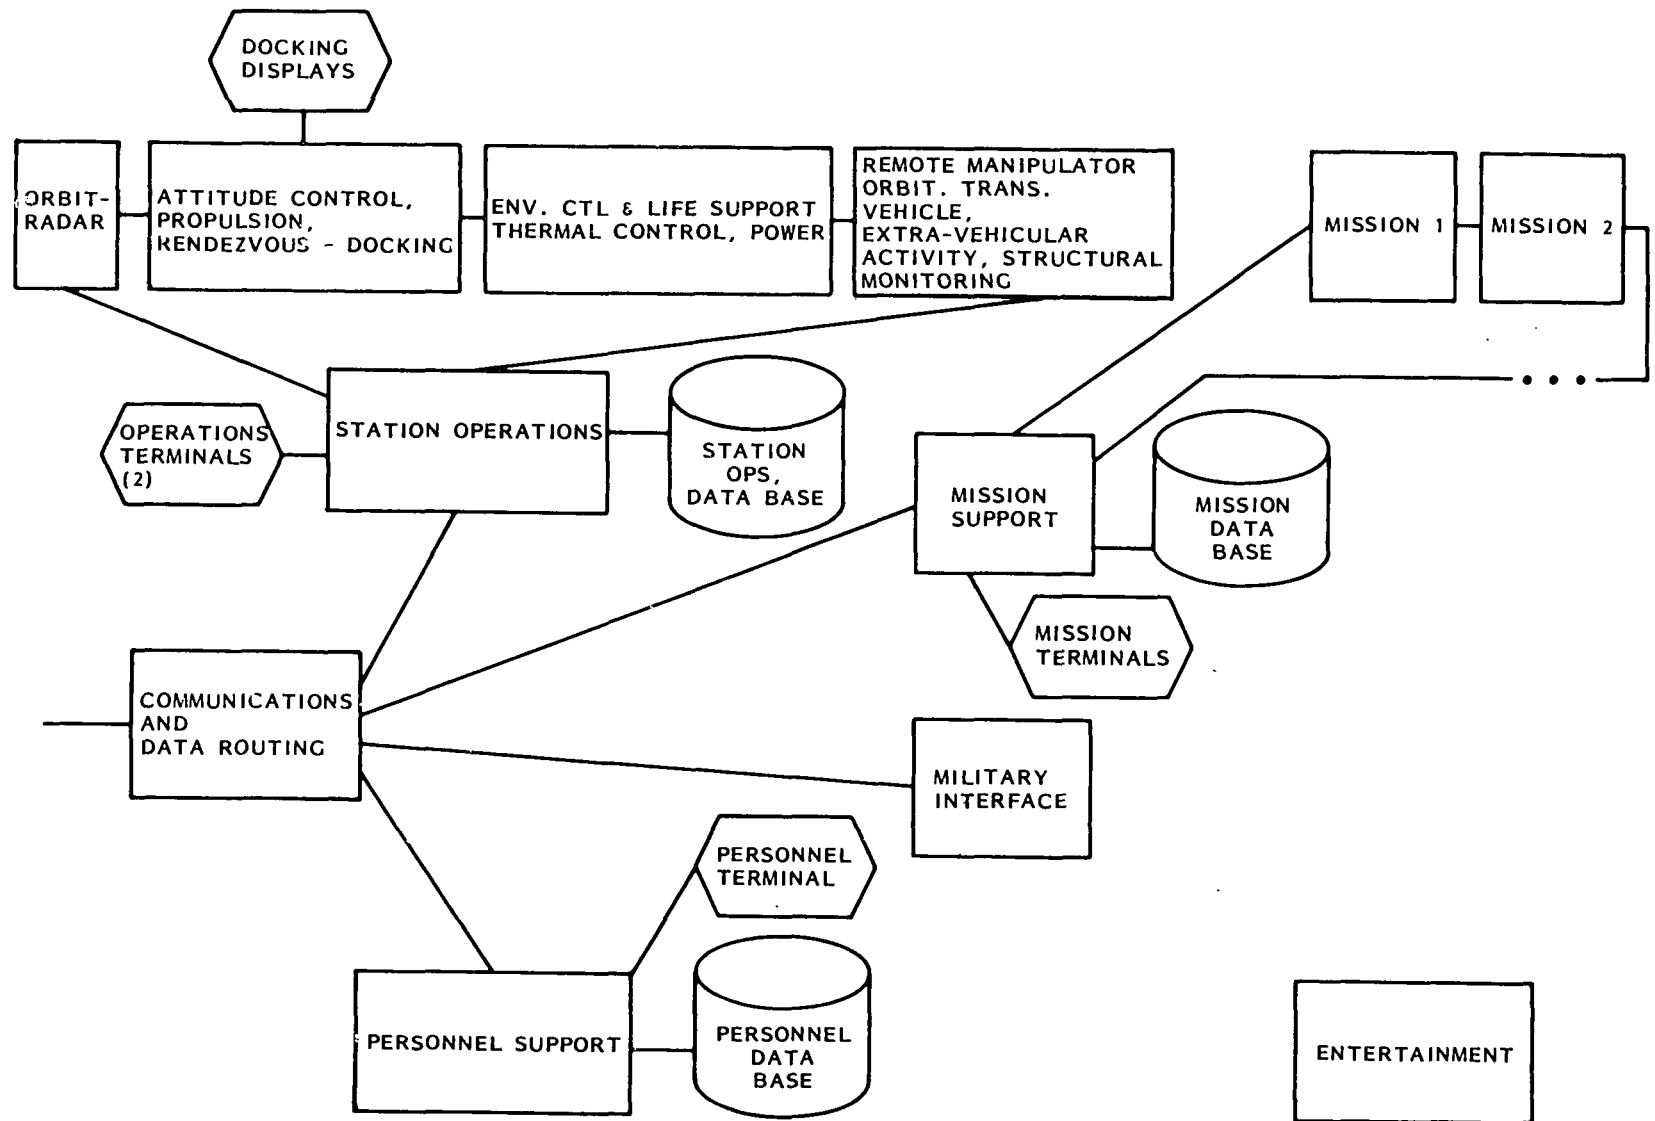 DOCKING
DISPLAYS
ORBIT-
RADAR
ATTITUDE CONTROL,
PROPULSION,
RENDEZVOUS - DOCKING
ENV. CTL & LIFE SUPPORT
THERMAL CONTROL, POWER
REMOTE MANIPULATOR
ORBIT. TRANS.
VEHICLE,
EXTRA-VEHICULAR
ACTIVITY, STRUCTURAL
MONITORING
MISSION 1
MISSION 2
OPERATIONS
TERMINALS
(2)
STATION OPERATIONS
STATION
OPS,
DATA BASE
MISSION
SUPPORT
MISSION
DATA
BASE
MISSION
TERMINALS
COMMUNICATIONS
AND
DATA ROUTING
MILITARY
INTERFACE
PERSONNEL
TERMINAL
PERSONNEL SUPPORT
PERSONNEL
DATA
BASE
ENTERTAINMENT